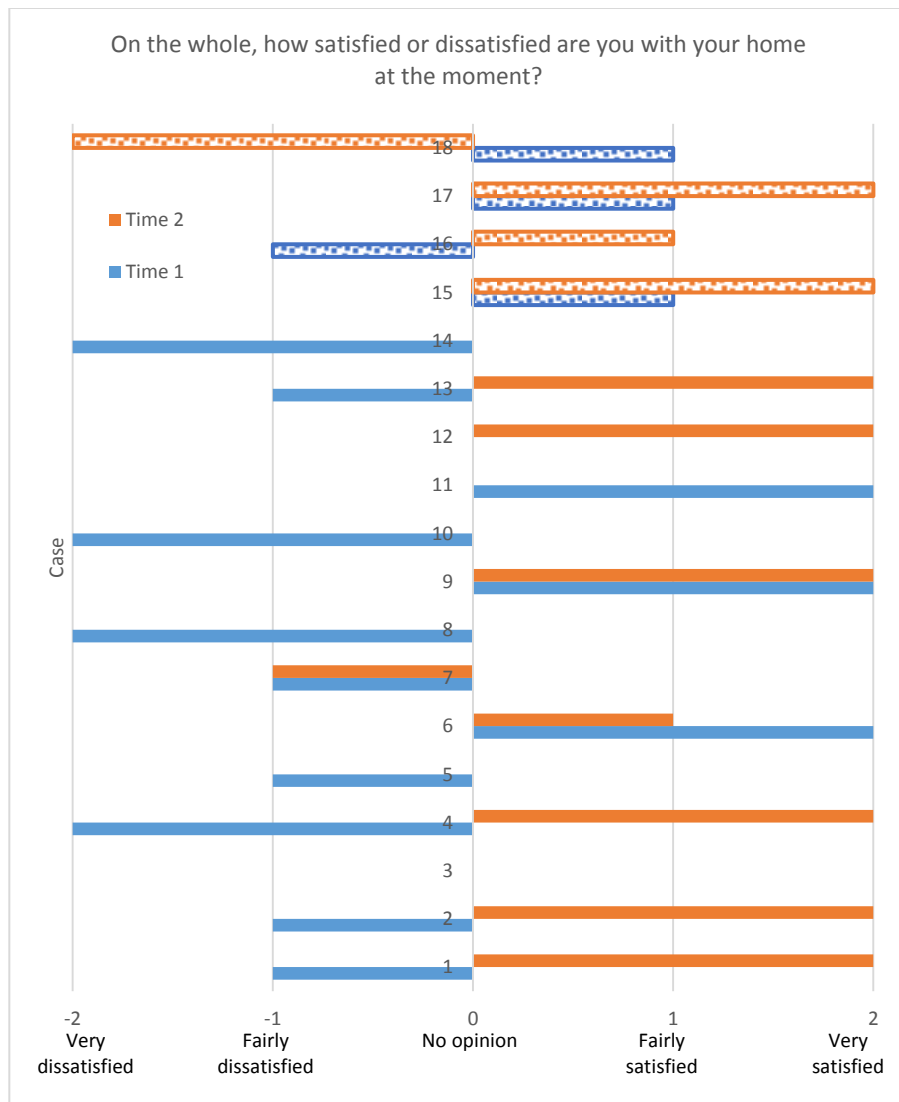 On the whole, how satisfied or dissatisfied are you with your home
at the moment?
18
17
Time 2
16
Time 1
15
14
13
12
11
10
Case
9
8
7
6
5
4
3
2
1
-2 -1 0 1 2
Very Fairly No opinion Fairly Very
dissatisfied dissatisfied satisfied satisfied